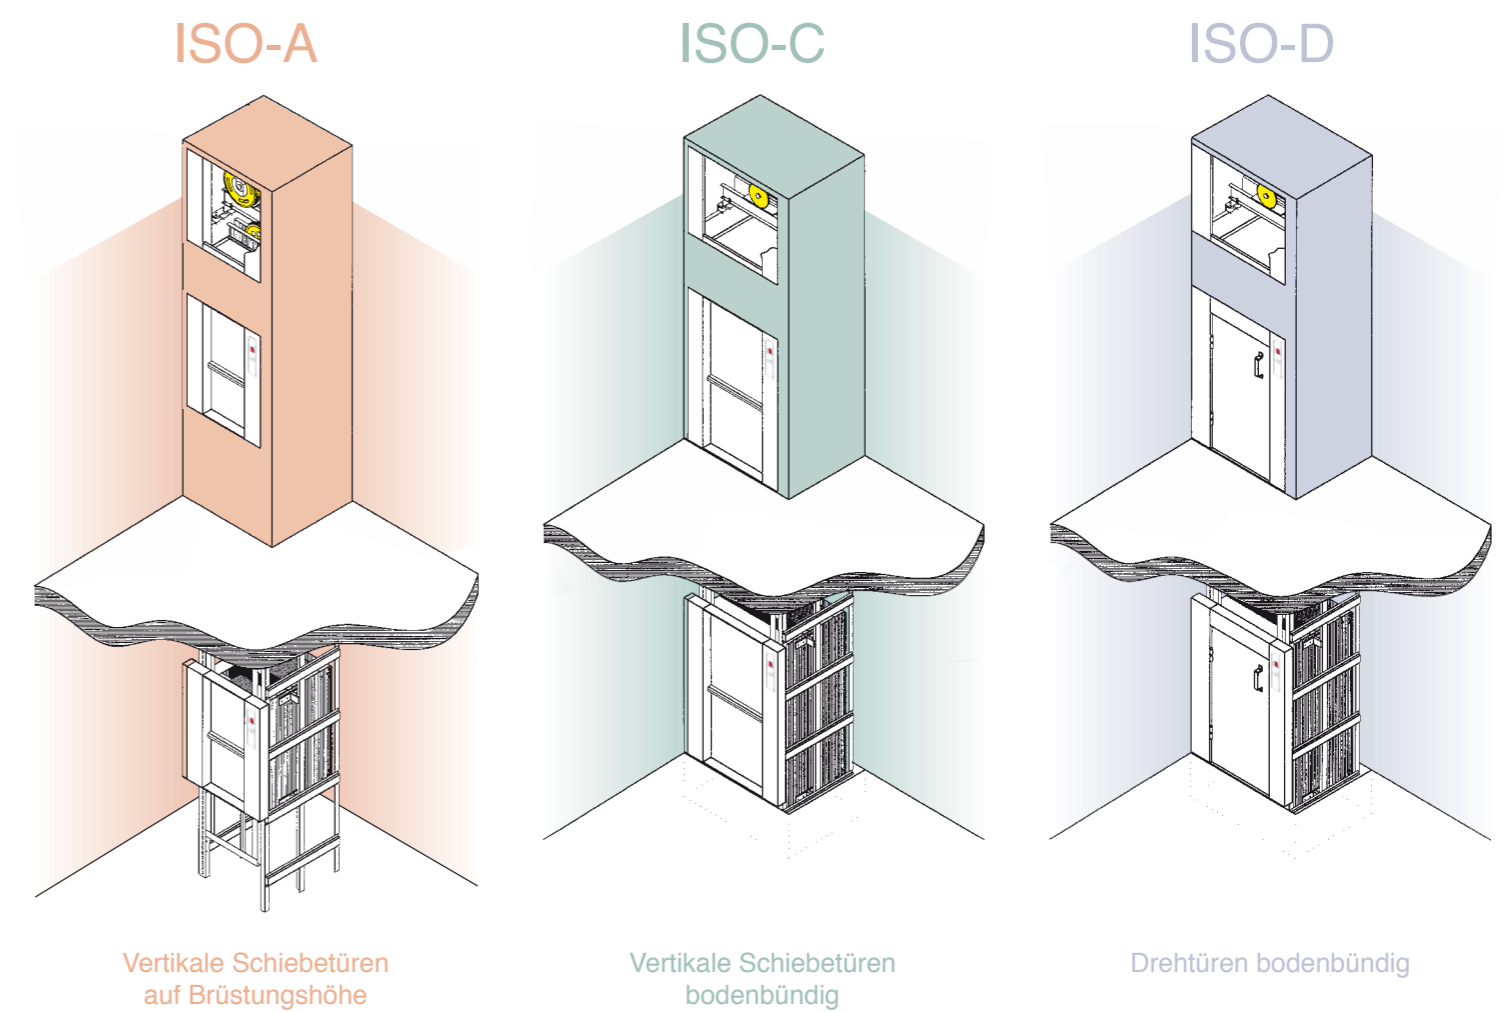 ISO-A
ISO-C
ISO-D
Vertikale Schiebetüren
auf Brüstungshöhe
Vertikale Schiebetüren
bodenbündig
Drehtüren bodenbündig